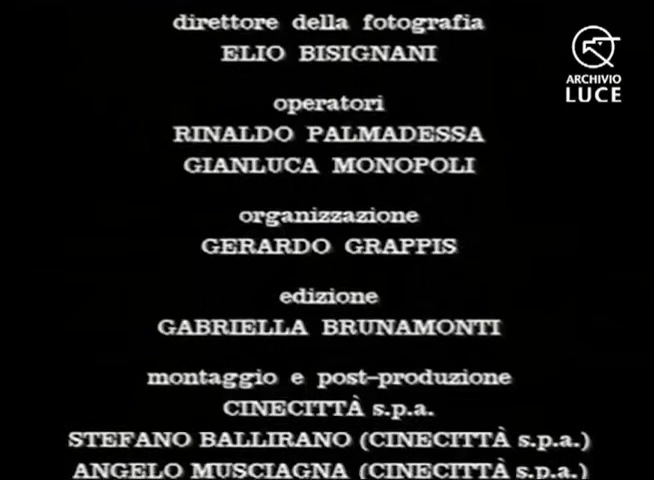 direttore della fotografia
ELIO BISIGNANI
operatori
RINALDO PALMADESSA
GIANLUCA MONOPOLI
organizzazione
GERARDO GRAPPIS
edizione
GABRIELLA BRUNAMONTI
montaggio e post-produzione
CINECITTÀ s.p.a.
STEFANO BALLIRANO (CINECITTÀ s.p.a.)
ANGELO MUSCIAGNA (CINECITTÀ s.p.a.)
ARCHIVIO
LUCE